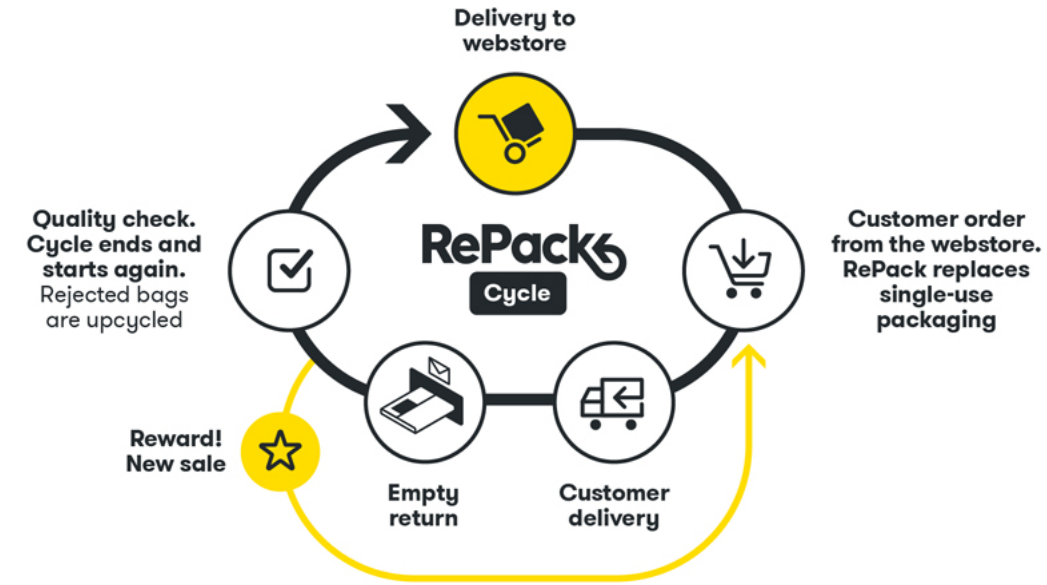 Delivery to
webstore
Quality check.
Cycle ends and
starts again.
Rejected bags
are upcycled
RePack
Cycle
Customer order
from the webstore.
RePack replaces
single-use
packaging
Reward!
New sale
Empty
return
Customer
delivery